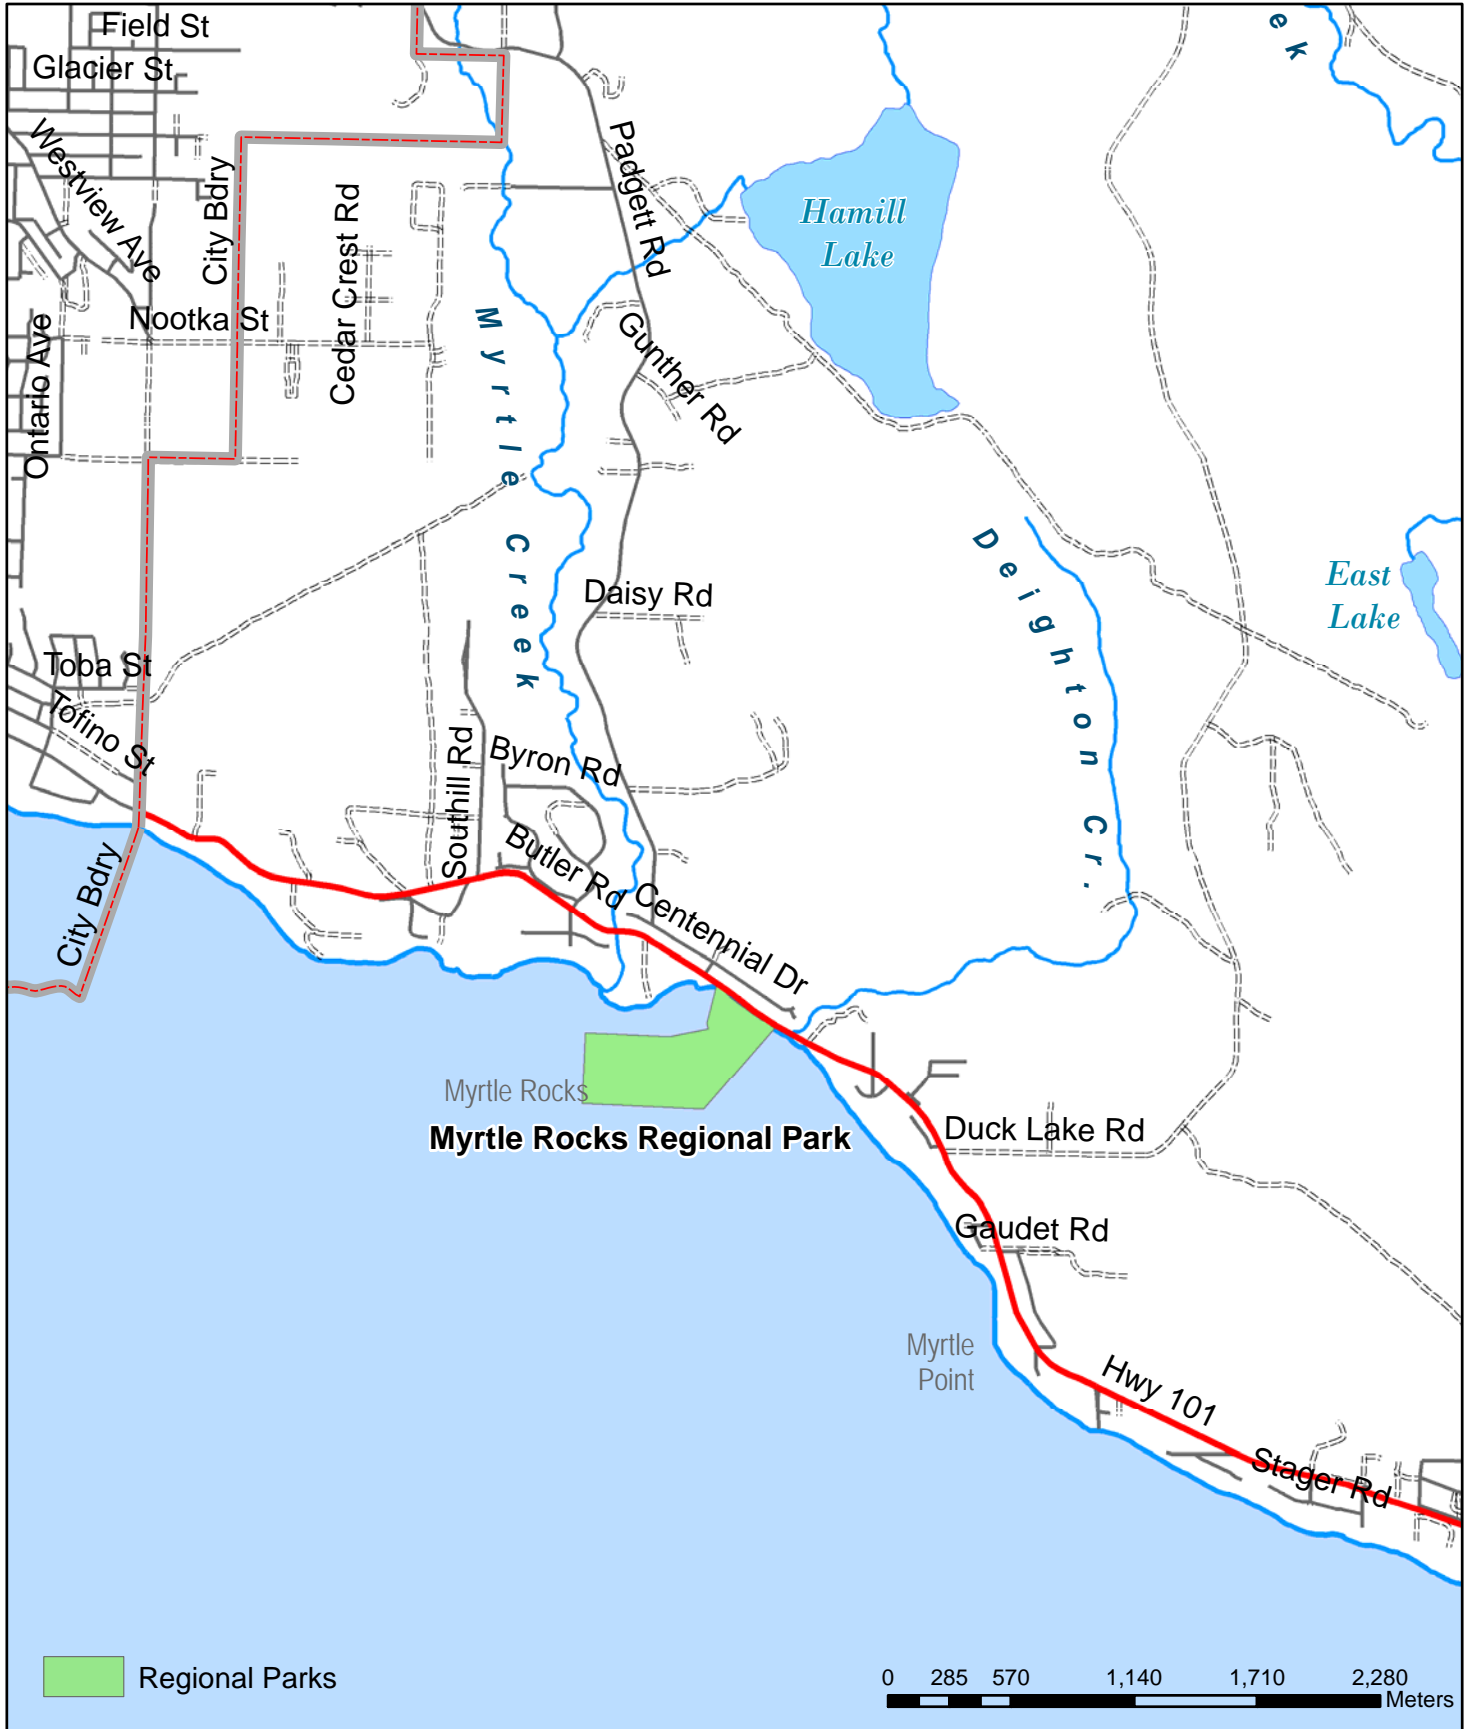 Field St
Glacier St
ek
Westview Ave
City Bdry
Cedar Crest Rd
Padgett Rd
Hamill
Lake
Nootka St
Ontario Ave
Myrtle Creek
Gunther Rd
Deighton Cr.
East
Lake
Daisy Rd
Toba St
Tofino St
Southill Rd
Byron Rd
Butler Rd
Centennial Dr
City Bdry
Myrtle Rocks
Myrtle Rocks Regional Park
Duck Lake Rd
Gaudet Rd
Myrtle
Point
Hwy 101
Stager Rd
Regional Parks
0 285 570 1,140 1,710 2,280
Meters